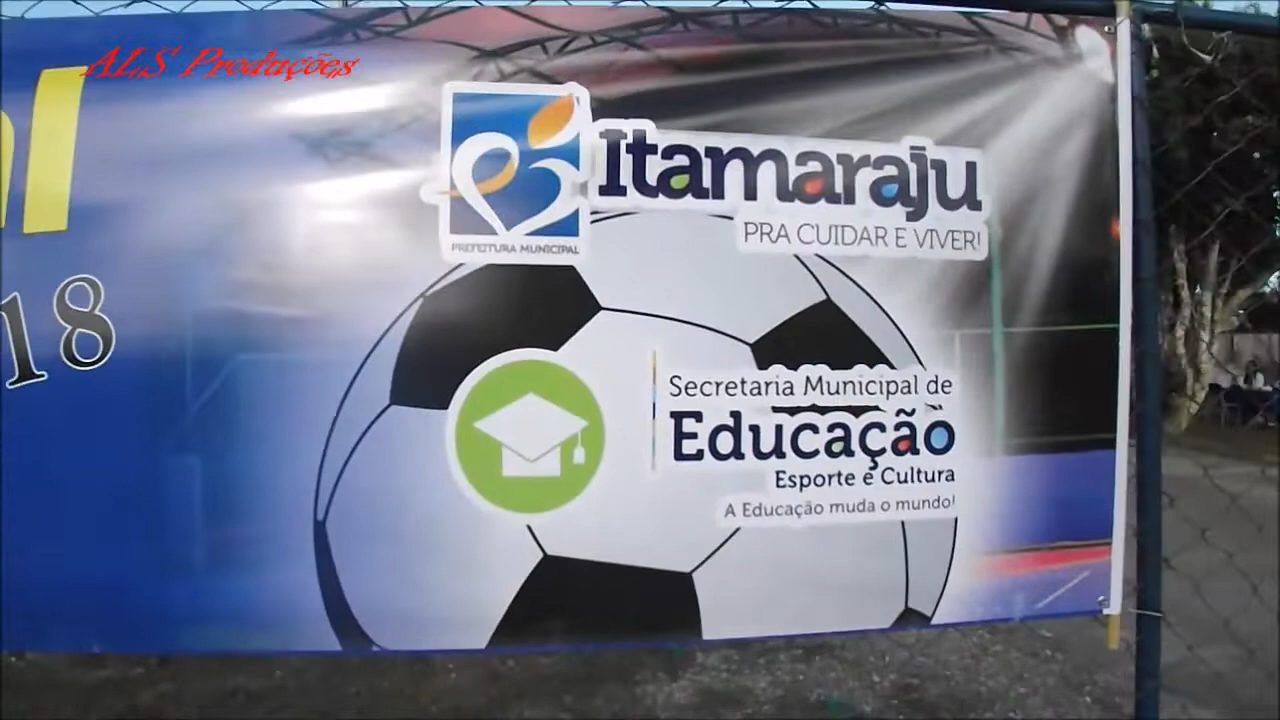 ALS Produções
l
18
PREFEITURA MUNICIPAL
Itamaraju
PRA CUIDAR E VIVER!
Secretaria Municipal de
Educação
Esporte e Cultura
A Educação muda o mundo!